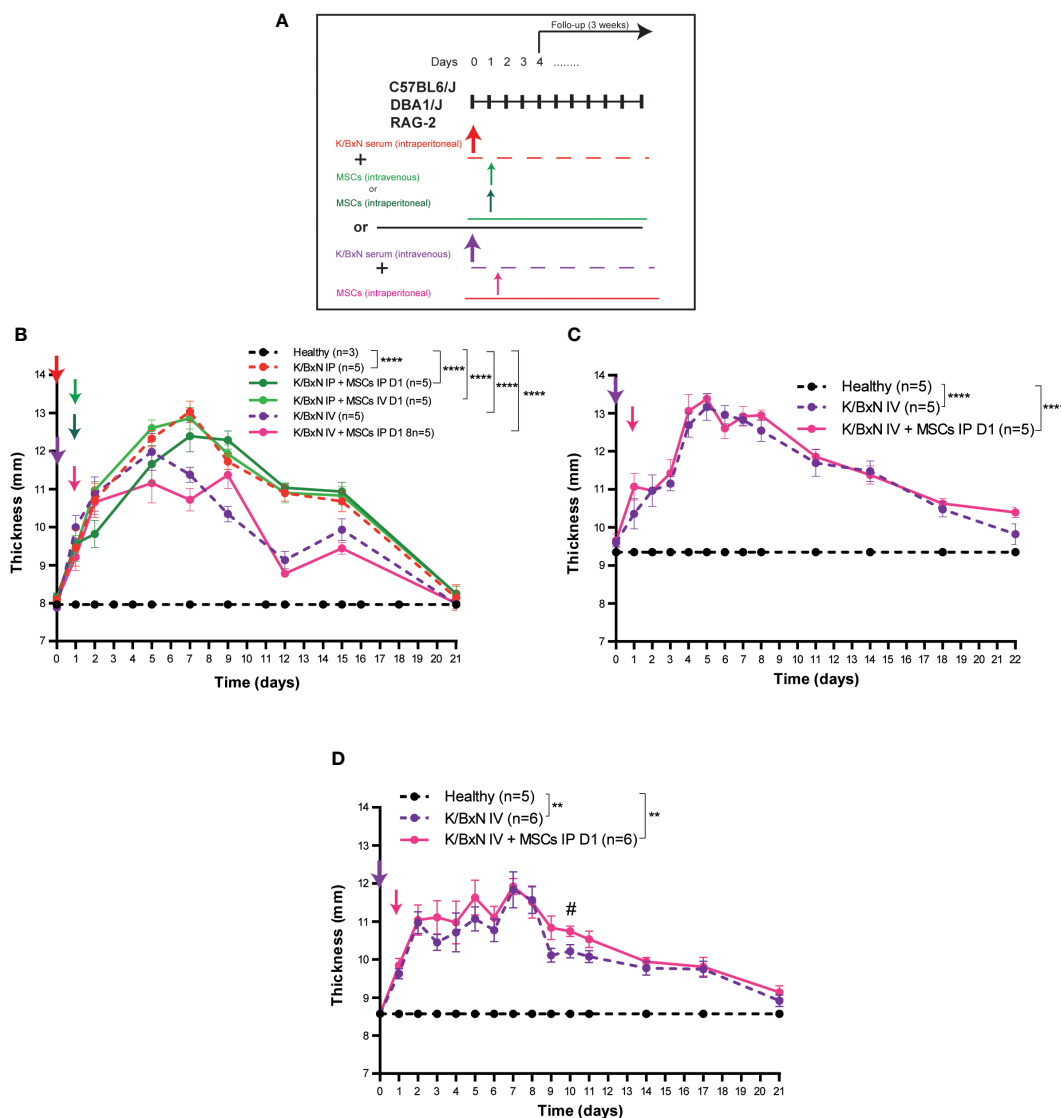 A
Follo-up (3 weeks)
Days 0 1 2 3 4 ........
C57BL6/J
DBA1/J
RAG-2
K/BxN serum (intraperitoneal)
+
MSCs (intravenous)
or
MSCs (intraperitoneal)
or
K/BxN serum (intravenous)
+
MSCs (intraperitoneal)
B
Healthy (n=3)
K/BxN IP (n=5)
K/BxN IP + MSCs IP D1 (n=5)
K/BxN IP + MSCs IV D1 (n=5)
K/BxN IV (n=5)
K/BxN IV + MSCs IP D1 8n=5)
**** **** **** **** ****
Thickness (mm)
14
13
12
11
10
9
8
7
0 1 2 3 4 5 6 7 8 9 10 11 12 13 14 15 16 17 18 19 20 21
Time (days)
C
Healthy (n=5)
K/BxN IV (n=5)
K/BxN IV + MSCs IP D1 (n=5)
**** ***
Thickness (mm)
14
13
12
11
10
9
8
7
0 1 2 3 4 5 6 7 8 9 10 11 12 13 14 15 16 17 18 19 20 21 22
Time (days)
D
Healthy (n=5)
K/BxN IV (n=6)
K/BxN IV + MSCs IP D1 (n=6)
** **
#
Thickness (mm)
14
13
12
11
10
9
8
7
0 1 2 3 4 5 6 7 8 9 10 11 12 13 14 15 16 17 18 19 20 21
Time (days)